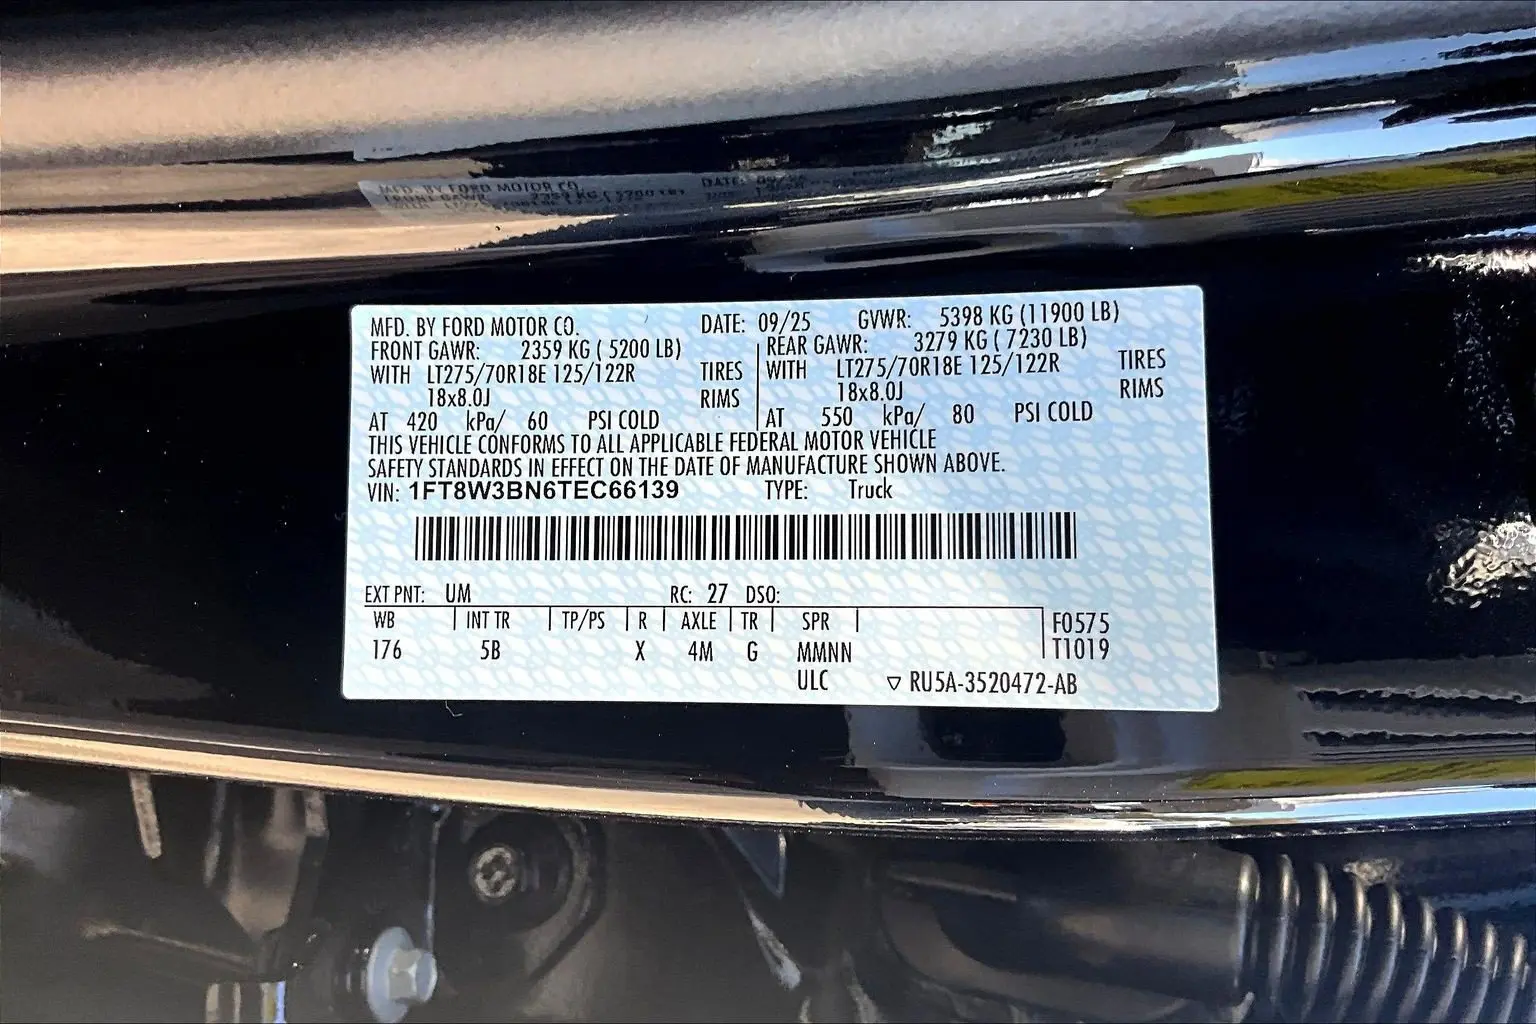 MFD. BY FORD MOTOR CO. DATE: 09/25 GVWR: 5398 KG (11900 LB)
FRONT GAWR: 2359 KG ( 5200 LB) REAR GAWR: 3279 KG ( 7230 LB)
WITH LT275/70R18E 125/122R TIRES WITH LT275/70R18E 125/122R TIRES
18x8.0J RIMS 18x8.0J RIMS
AT 420 kPa/ 60 PSI COLD AT 550 kPa/ 80 PSI COLD
THIS VEHICLE CONFORMS TO ALL APPLICABLE FEDERAL MOTOR VEHICLE
SAFETY STANDARDS IN EFFECT ON THE DATE OF MANUFACTURE SHOWN ABOVE.
VIN: 1FT8W3BN6TEC66139 TYPE: Truck
EXT PNT: UM RC: 27 DSO:
WB INT TR TP/PS R AXLE TR SPR F0575
176 5B X 4M G MMNN T1019
ULC ▽ RU5A-3520472-AB